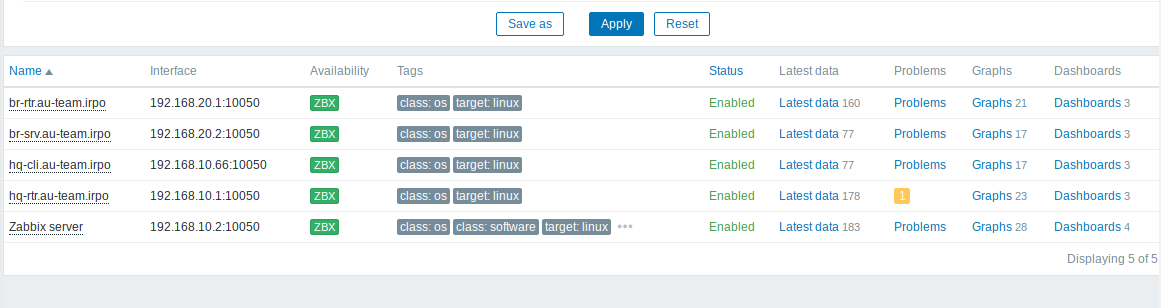 Save as Apply Reset
Name Interface Availability Tags Status Latest data Problems Graphs Dashboards
br-rtr.au-team.irpo 192.168.20.1:10050 ZBX class: os target: linux Enabled Latest data 160 Problems Graphs 21 Dashboards 3
br-srv.au-team.irpo 192.168.20.2:10050 ZBX class: os target: linux Enabled Latest data 77 Problems Graphs 17 Dashboards 3
hq-cli.au-team.irpo 192.168.10.66:10050 ZBX class: os target: linux Enabled Latest data 77 Problems Graphs 17 Dashboards 3
hq-rtr.au-team.irpo 192.168.10.1:10050 ZBX class: os target: linux Enabled Latest data 178 1 Graphs 23 Dashboards 3
Zabbix server 192.168.10.2:10050 ZBX class: os class: software target: linux ••• Enabled Latest data 183 Problems Graphs 28 Dashboards 4
Displaying 5 of 5